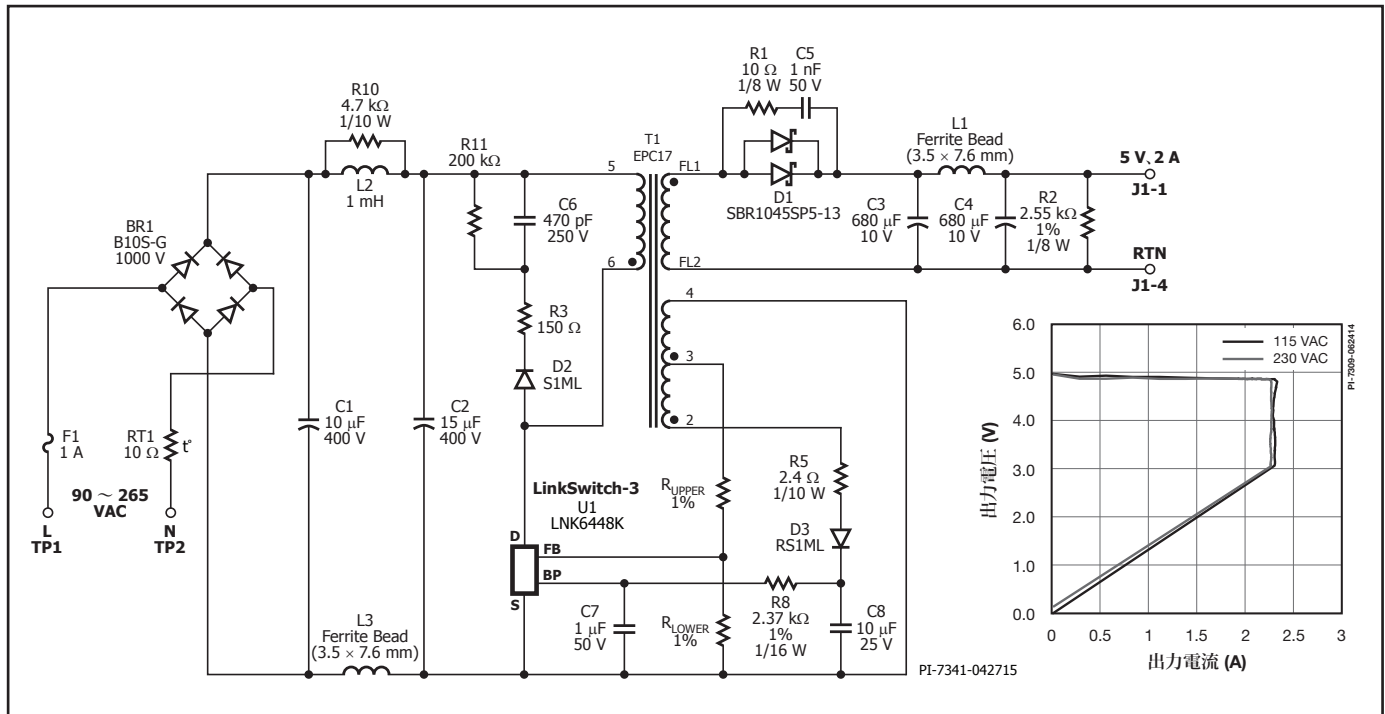 R10
4.7 kΩ
1/10 W
L2
1 mH
R11
200 kΩ
C6
470 pF
250 V
R3
150 Ω
D2
S1ML
BR1
B10S-G
1000 V
F1
1 A
RT1
10 Ω
t°
90 ～ 265
VAC
L
TP1
N
TP2
C1
10 µF
400 V
C2
15 µF
400 V
L3
Ferrite Bead
(3.5 × 7.6 mm)
T1
EPC17
5
6
FL1
FL2
4
3
2
R1
10 Ω
1/8 W
C5
1 nF
50 V
D1
SBR1045SP5-13
C3
680 µF
10 V
C4
680 µF
10 V
L1
Ferrite Bead
(3.5 × 7.6 mm)
R2
2.55 kΩ
1%
1/8 W
5 V、2 A
J1-1
RTN
J1-4
LinkSwitch-3
U1
LNK6448K
D
FB
BP
S
RUPPER
1%
RLOWER
1%
R5
2.4 Ω
1/10 W
D3
RS1ML
R8
2.37 kΩ
1%
1/16 W
C7
1 µF
50 V
C8
10 µF
25 V
PI-7341-042715
6.0
5.0
4.0
3.0
2.0
1.0
0.0
出力電圧 (V)
0
0.5
1
1.5
2
2.5
3
出力電流 (A)
115 VAC
230 VAC
PI-7309-062414